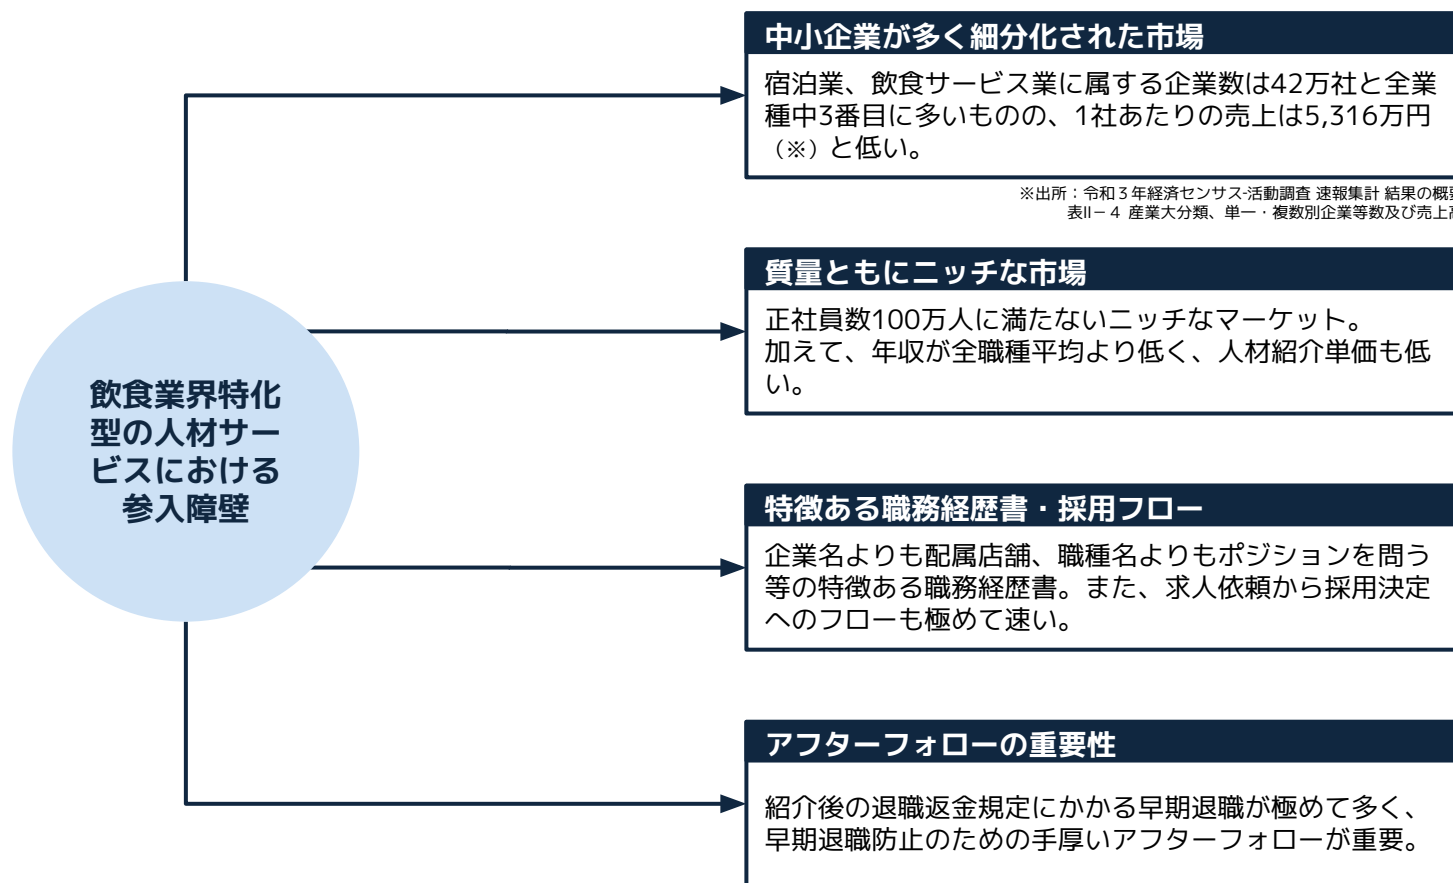 中小企業が多く細分化された市場
宿泊業、飲食サービス業に属する企業数は42万社と全業
種中3番目に多いものの、1社あたりの売上は5,316万円
（※）と低い。
※出所：令和３年経済センサス-活動調査 速報集計 結果の概
表II－４ 産業大分類、単一・複数別企業等数及び売上
質量ともにニッチな市場
正社員数100万人に満たないニッチなマーケット。
加えて、年収が全職種平均より低く、人材紹介単価も低
い。
飲食業界特化
型の人材サー
ビスにおける
参入障壁
特徴ある職務経歴書・採用フロー
企業名よりも配属店舗、職種名よりもポジションを問う
等の特徴ある職務経歴書。また、求人依頼から採用決定
へのフローも極めて速い。
アフターフォローの重要性
紹介後の退職返金規定にかかる早期退職が極めて多く、
早期退職防止のための手厚いアフターフォローが重要。